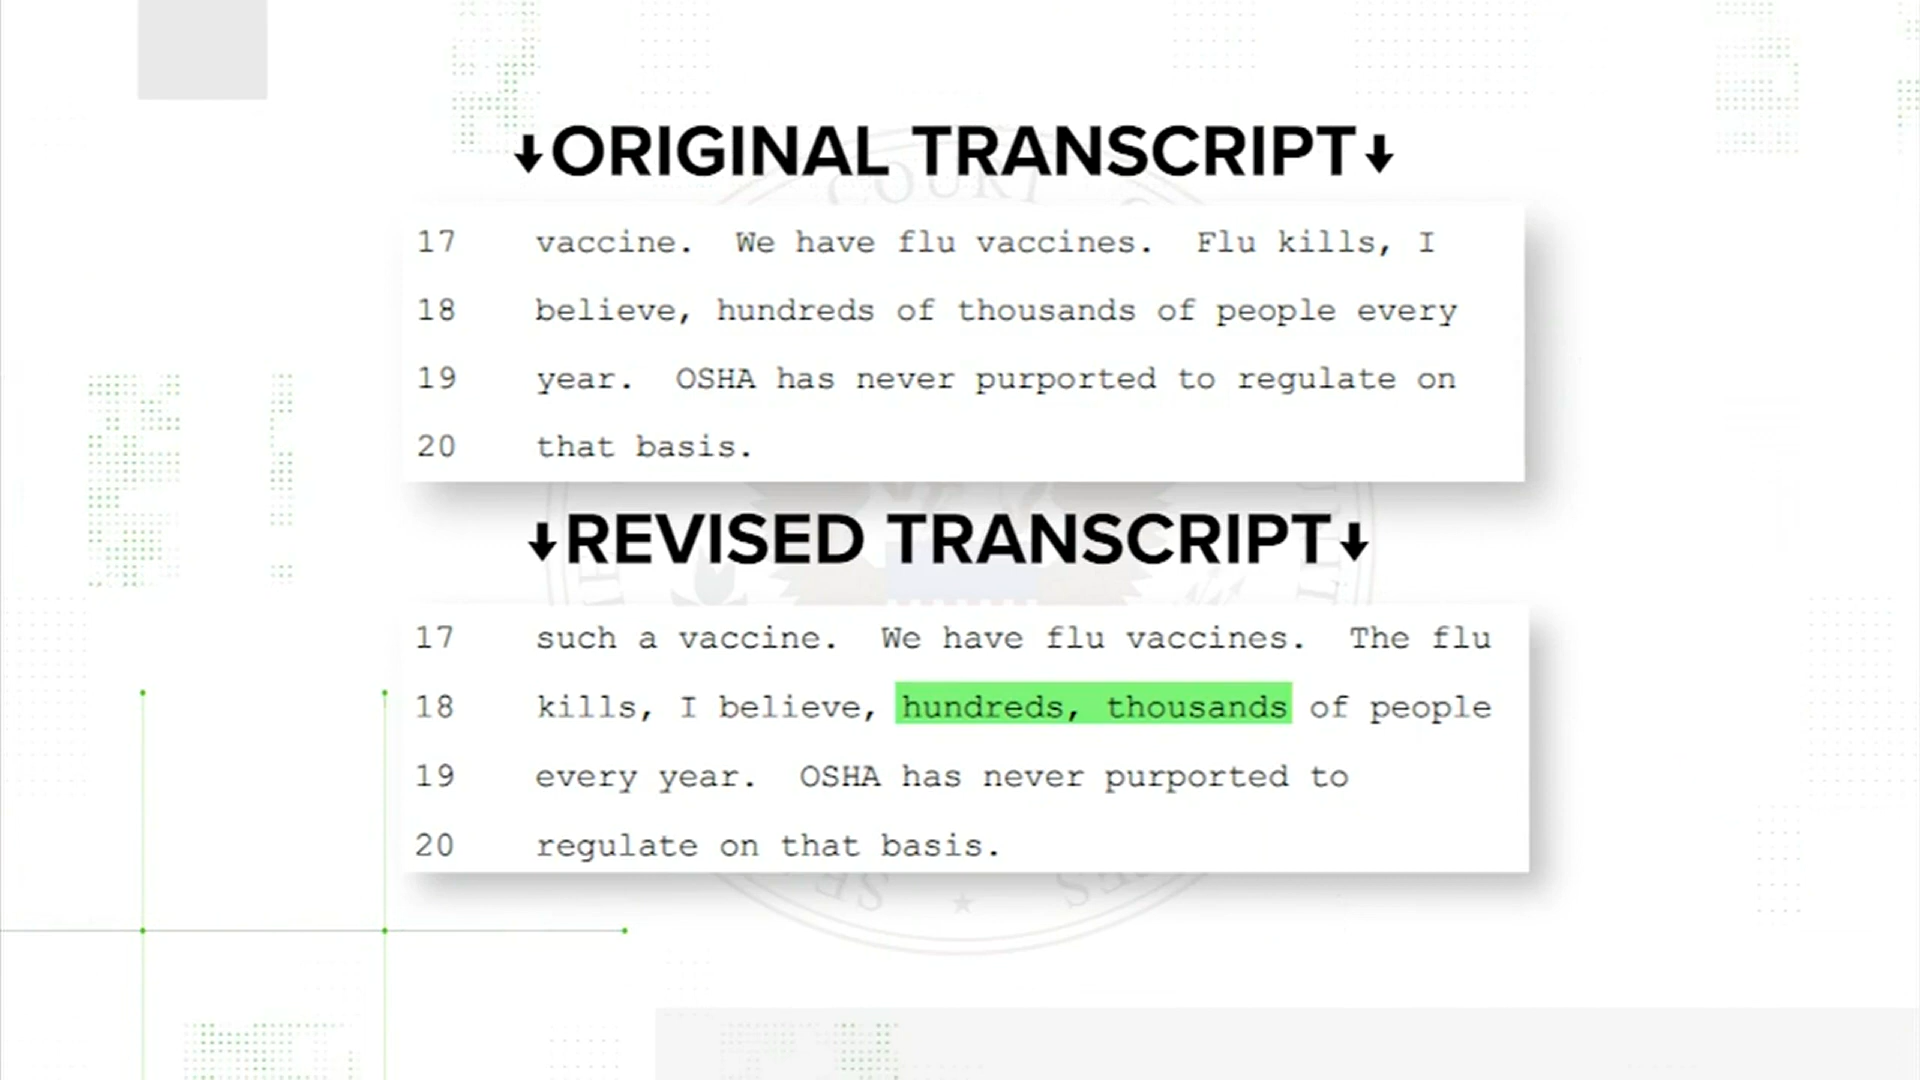 ↓ORIGINAL TRANSCRIPT↓
17 vaccine. We have flu vaccines. Flu kills, I
18 believe, hundreds of thousands of people every
19 year. OSHA has never purported to regulate on
20 that basis.
↓REVISED TRANSCRIPT↓
17 such a vaccine. We have flu vaccines. The flu
18 kills, I believe, hundreds, thousands of people
19 every year. OSHA has never purported to
20 regulate on that basis.
COURT